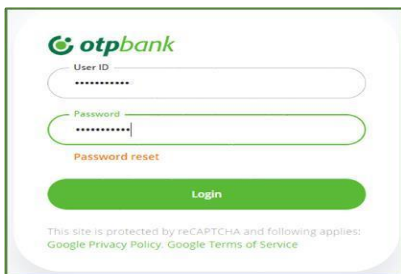 otpbank
User ID
•••••••••••
Password
•••••••••••
Password reset
Login
This site is protected by reCAPTCHA and following applies:
Google Privacy Policy. Google Terms of Service